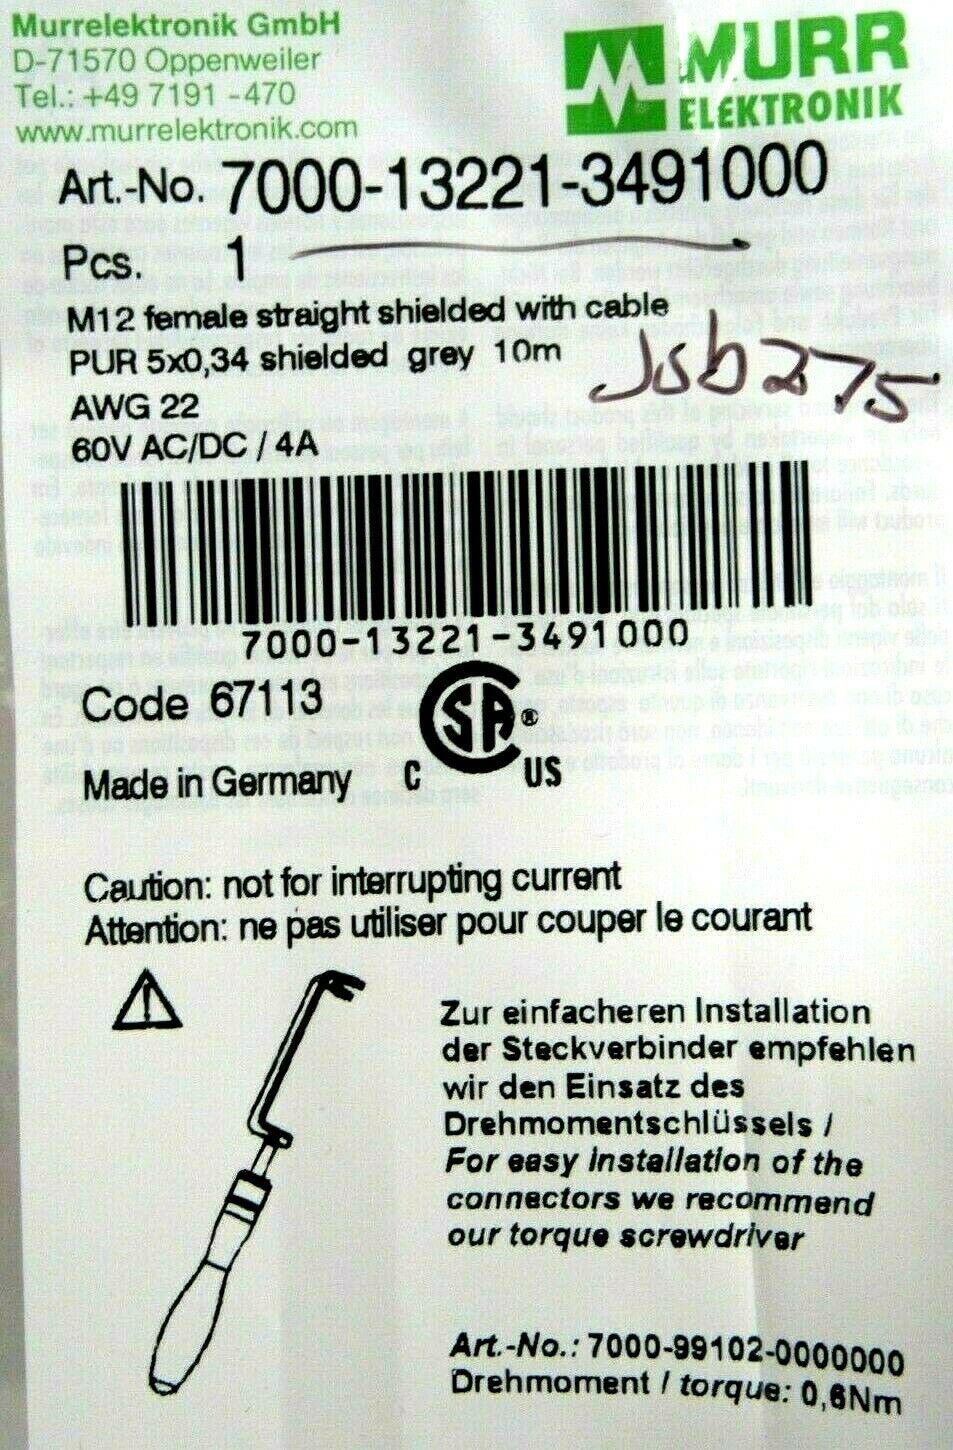 Murrelektronik GmbH
D-71570 Oppenweiler
Tel.: +49 7191 -470
www.murrelektronik.com
MURR
ELEKTRONIK
Art.-No. 7000-13221-3491000
Pcs. 1
M12 female straight shielded with cable
PUR 5x0,34 shielded grey 10m
Jsb275
AWG 22
60V AC/DC / 4A
7000-13221-3491000
Code 67113
SA®
C US
Made in Germany
Caution: not for interrupting current
Attention: ne pas utiliser pour couper le courant
Zur einfacheren Installation
der Steckverbinder empfehlen
wir den Einsatz des
Drehmomentschlüssels /
For easy installation of the
connectors we recommend
our torque screwdriver
Art.-No.: 7000-99102-0000000
Drehmoment / torque: 0,6Nm